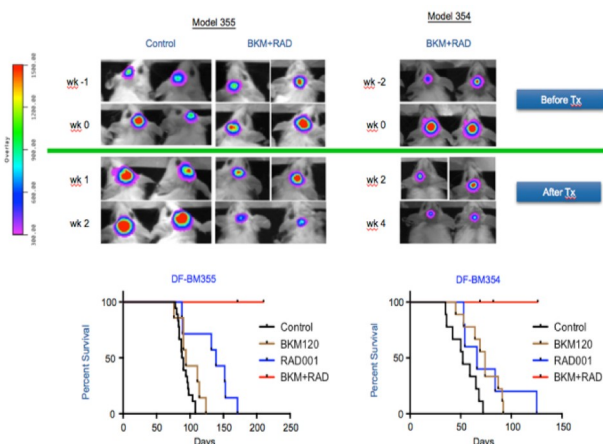 Model 355
Model 354
Control
BKM+RAD
BKM+RAD
1500.00
1200.00
900.00
600.00
300.00
Overlay
wk -1
wk 0
wk 1
wk 2
wk -2
wk 0
wk 2
wk 4
Before Tx
After Tx
DF-BM355
Percent Survival
100
50
0
0
50
100
150
200
250
Days
Control
BKM120
RAD001
BKM+RAD
DF-BM354
Percent Survival
100
50
0
0
50
100
150
Days
Control
BKM120
RAD001
BKM+RAD